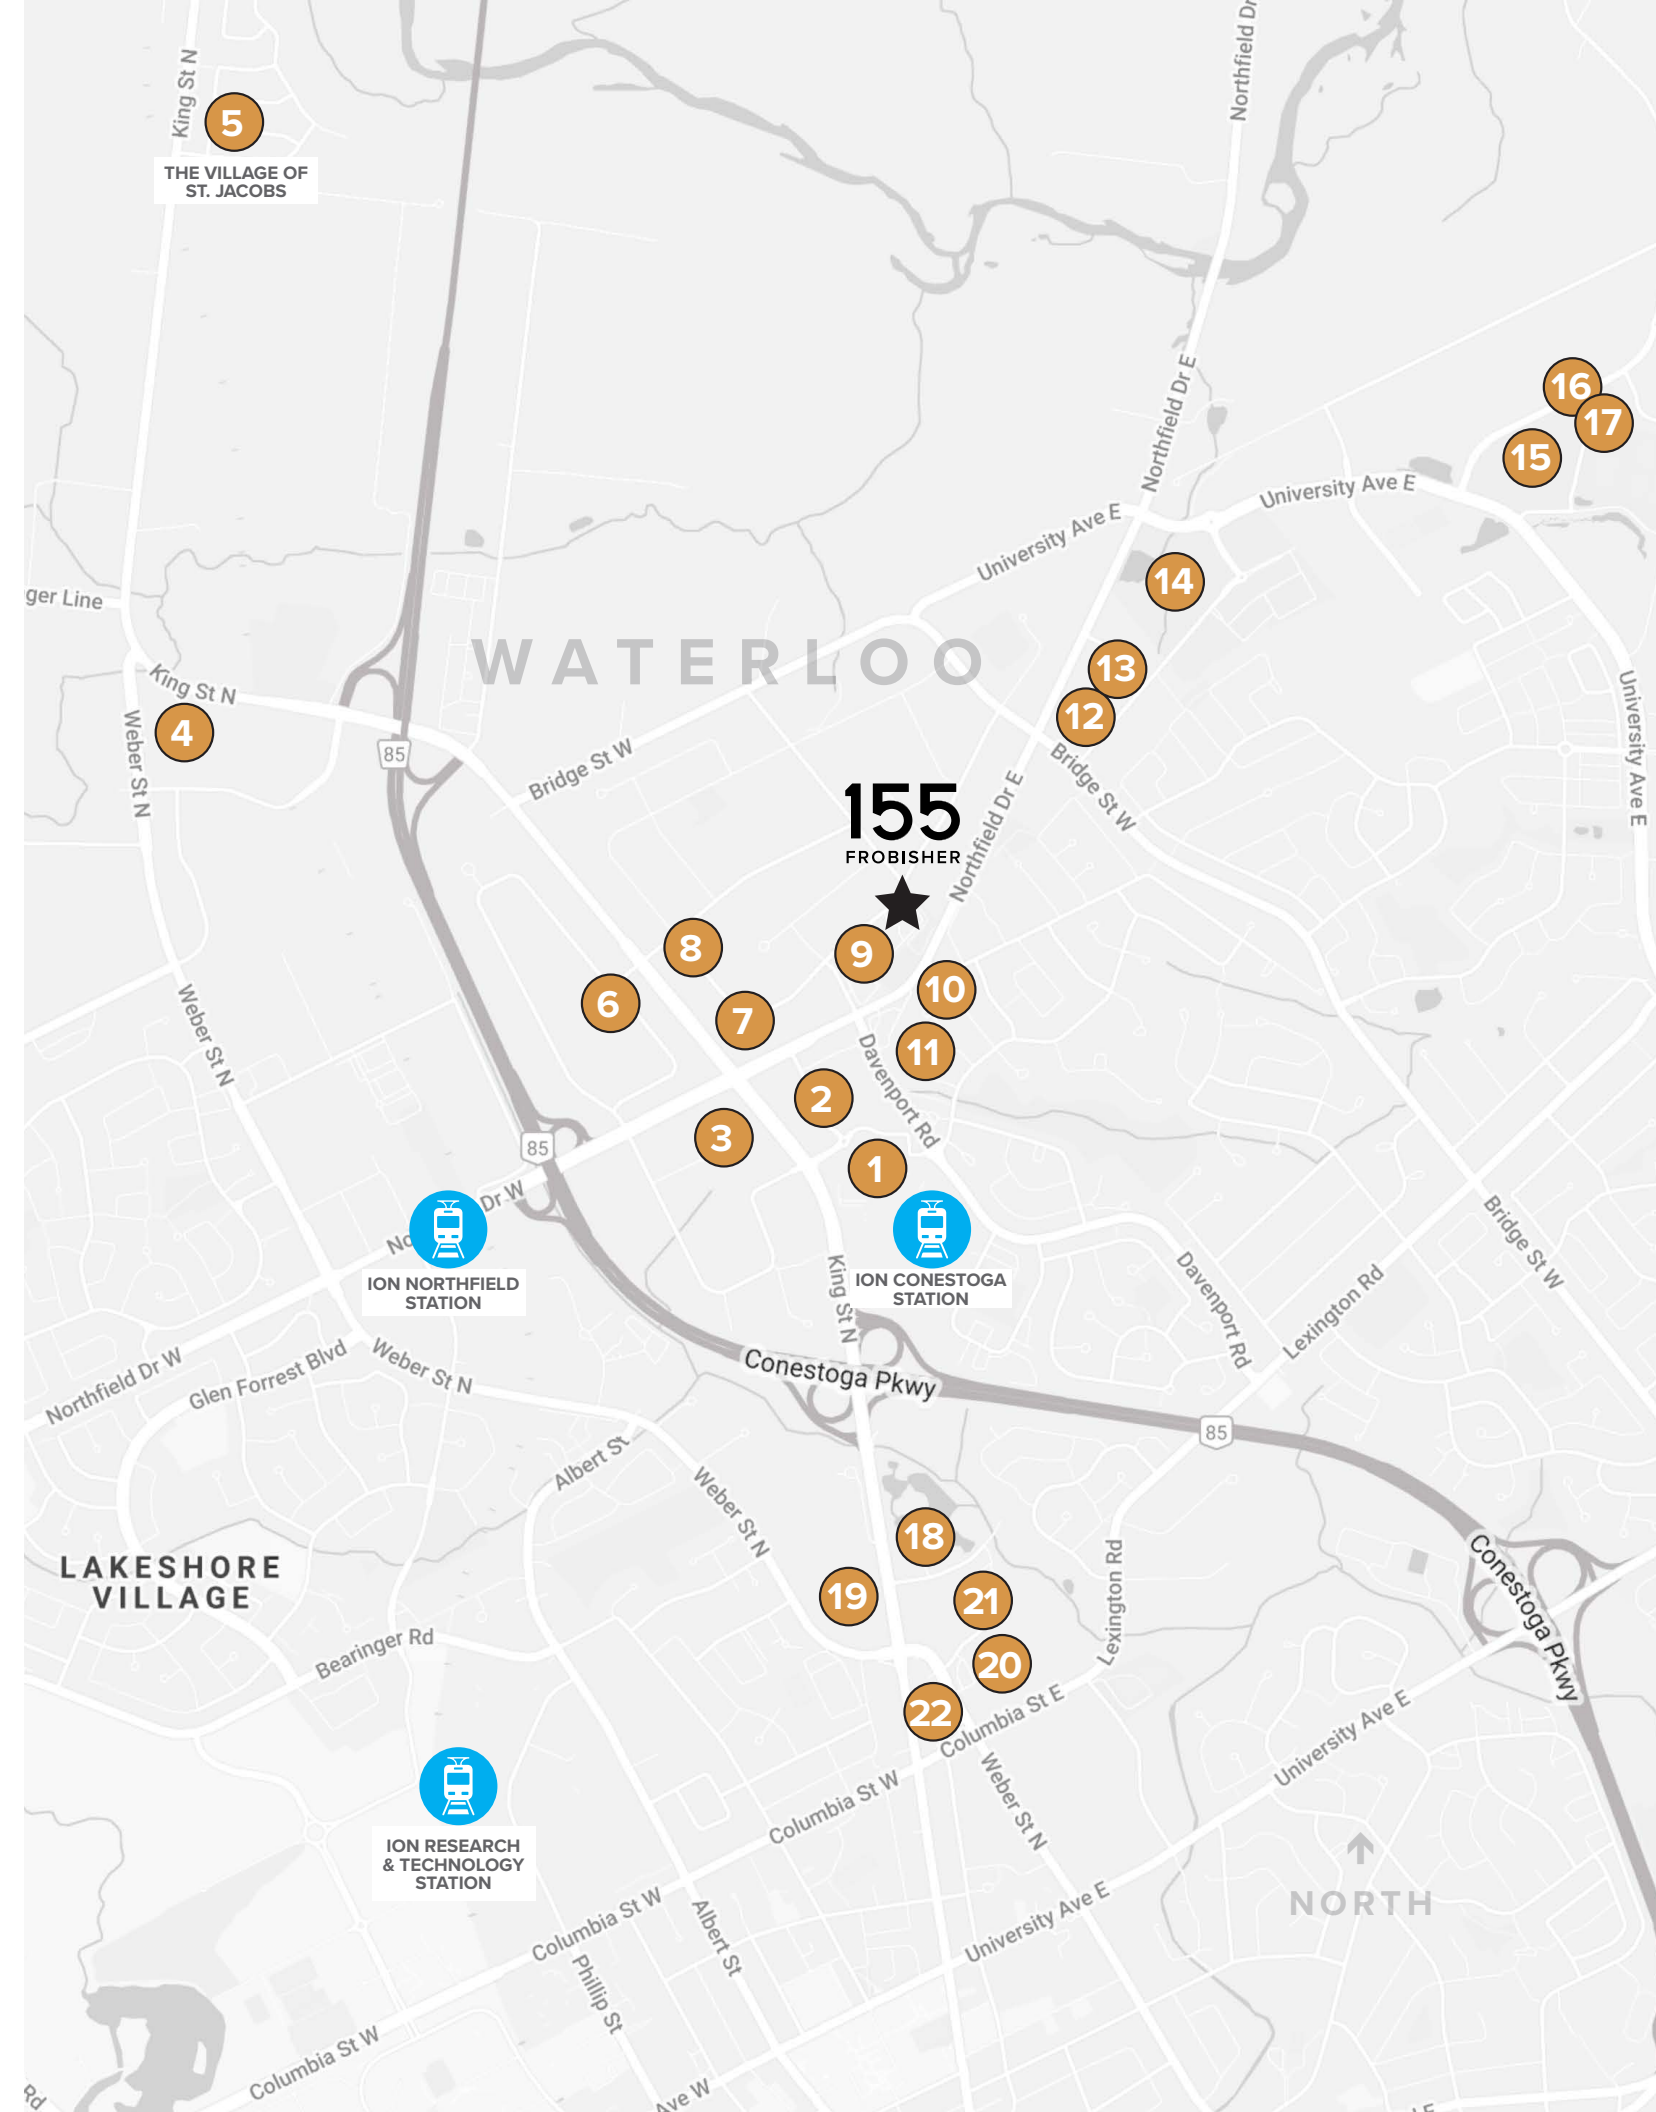 King St N
Northfield Dr
5
THE VILLAGE OF
ST. JACOBS
Northfield Dr E
16
17
15
University Ave E
University Ave E
14
ger Line
WATERLOO
13
King St N
12
4
Weber St N
85
Bridge St W
Bridge St W
University Ave E
155
FROBISHER
Northfield Dr E
8
9
10
6
7
Weber St N
11
Davenport Rd
2
3
1
85
Dr W
No
ION NORTHFIELD
STATION
ION CONESTOGA
STATION
King St N
Davenport Rd
Lexington Rd
Bridge St W
Northfield Dr W
Glen Forrest Blvd
Weber St N
Conestoga Pkwy
85
Albert St
Weber St N
18
Conestoga Pkwy
LAKESHORE
VILLAGE
19
21
Lexington Rd
Bearinger Rd
20
22
Columbia St E
University Ave E
ION RESEARCH
& TECHNOLOGY
STATION
Columbia St W
Weber St N
NORTH
Columbia St W
Albert St
University Ave E
Phillip St
Columbia St W
Rd
Ave W
E